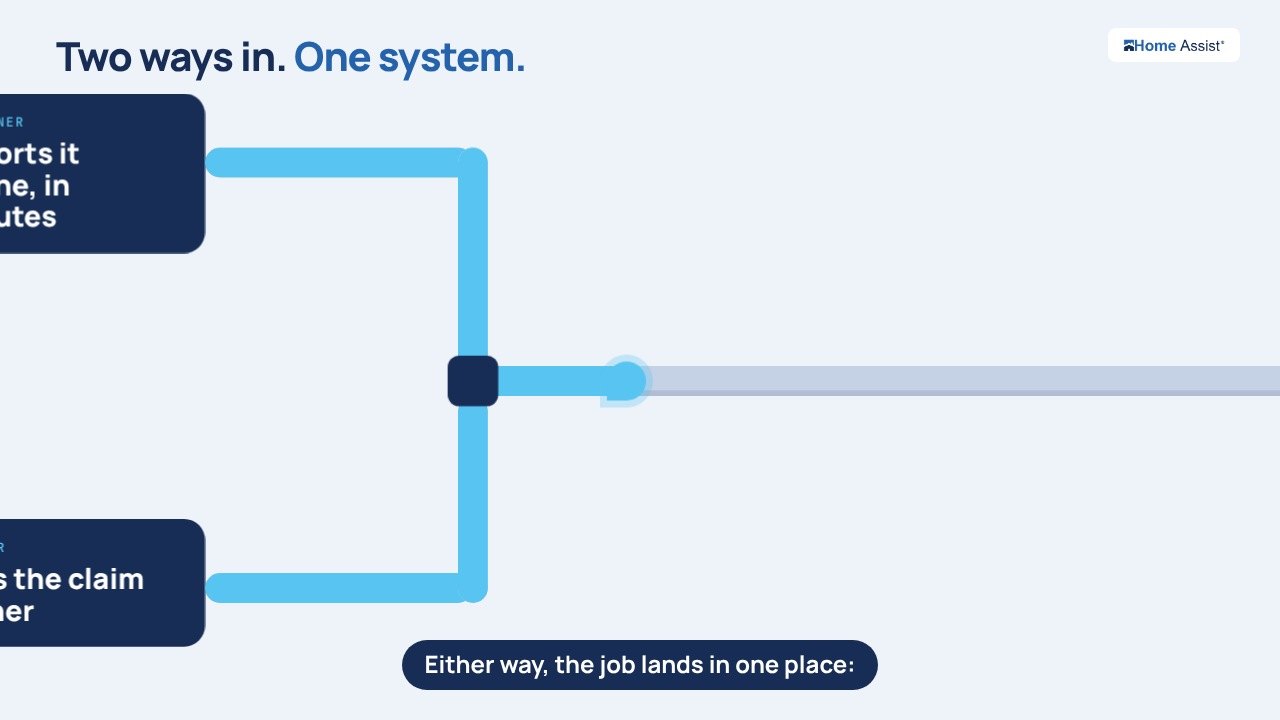 Two ways in. One system.
Home Assist*
NER
orts it
ne, in
utes
R
s the claim
ner
Either way, the job lands in one place: